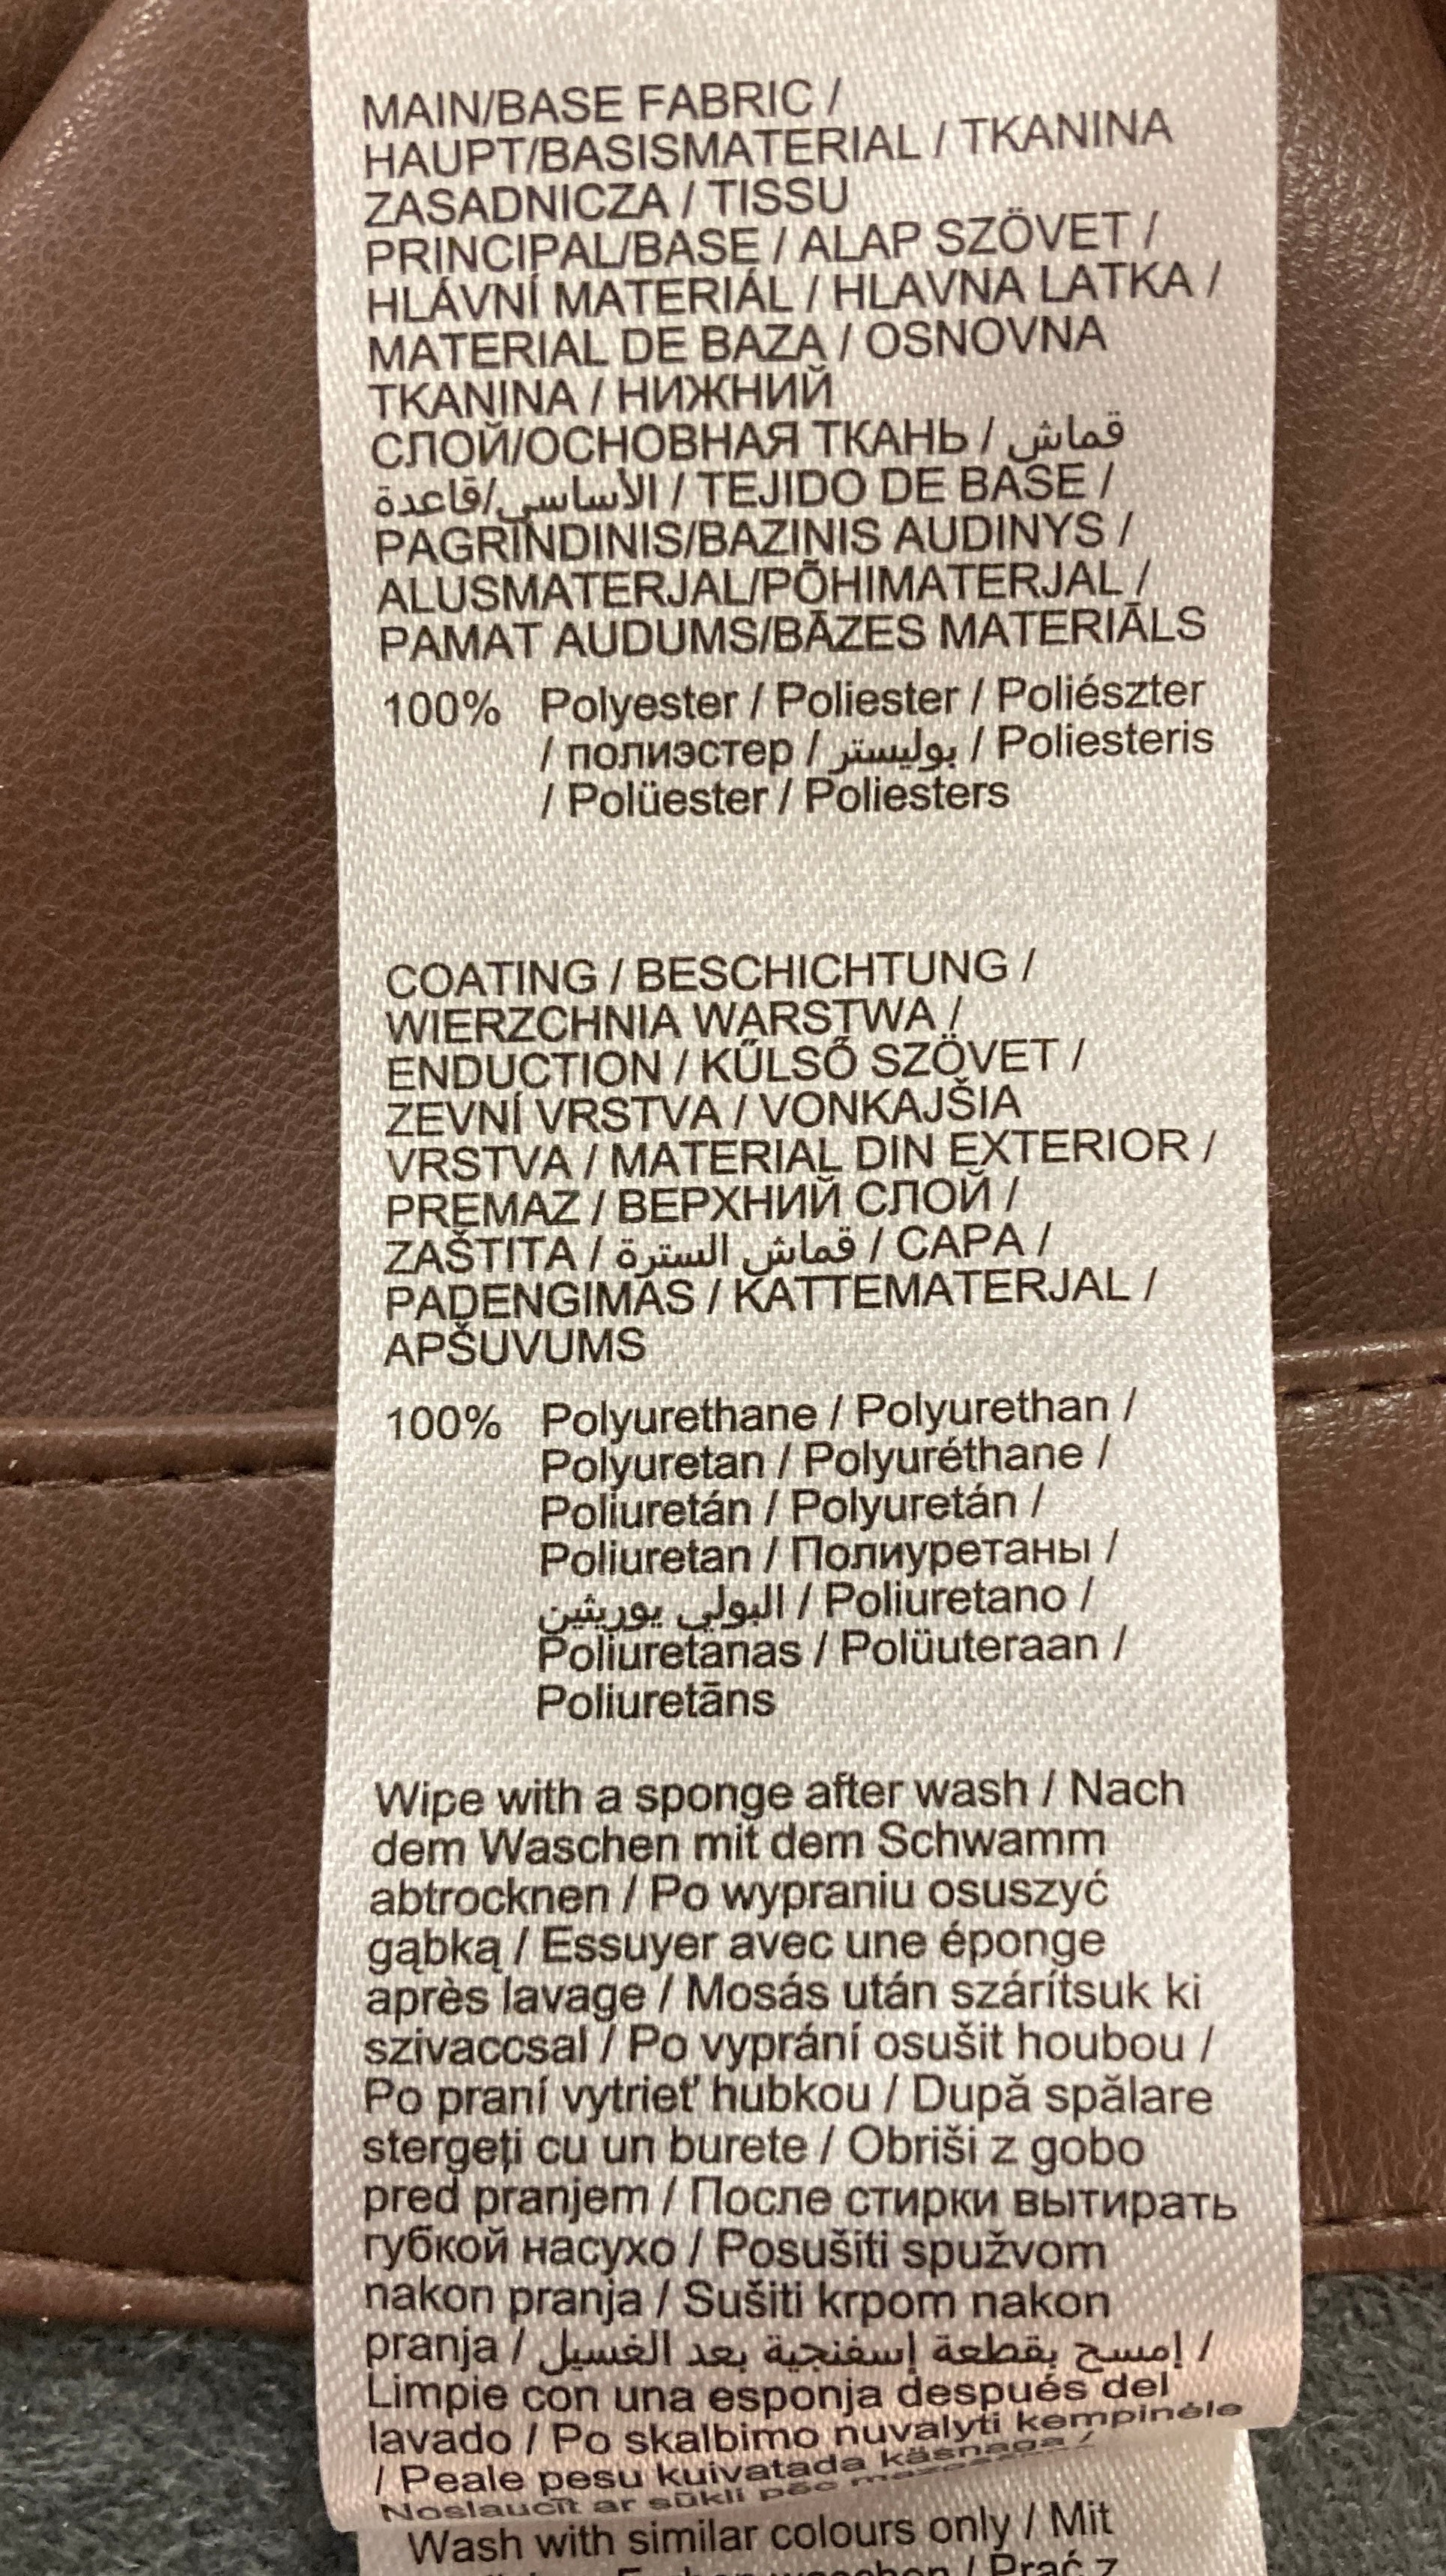 MAIN/BASE FABRIC /
HAUPT/BASISMATERIAL / TKANINA
ZASADNICZA / TISSU
PRINCIPAL/BASE / ALAP SZÖVET /
HLÁVNÍ MATERIÁL / HLAVNA LATKA /
MATERIAL DE BAZA / OSNOVNA
TKANINA / НИЖНИЙ
СЛОЙ/ОСНОВНАЯ ТКАНЬ / قماش
الأساسي/قاعدة / TEJIDO DE BASE /
PAGRINDINIS/BAZINIS AUDINYS /
ALUSMATERJAL/PÕHIMATERJAL /
PAMAT AUDUMS/BĀZES MATERIĀLS
100% Polyester / Poliester / Poliészter
/ полиэстер / بوليستر / Poliesteris
/ Polüester / Poliesters
COATING / BESCHICHTUNG /
WIERZCHNIA WARSTWA /
ENDUCTION / KŰLSŐ SZÖVET /
ZEVNÍ VRSTVA / VONKAJŠIA
VRSTVA / MATERIAL DIN EXTERIOR /
PREMAZ / ВЕРХНИЙ СЛОЙ /
ZAŠTITA / قماش السترة / CAPA /
PADENGIMAS / KATTEMATERJAL /
APŠUVUMS
100% Polyurethane / Polyurethan /
Polyuretan / Polyuréthane /
Poliuretán / Polyuretán /
Poliuretan / Полиуретаны /
البولي يوريثين / Poliuretano /
Poliuretanas / Polüuteraan /
Poliuretāns
Wipe with a sponge after wash / Nach
dem Waschen mit dem Schwamm
abtrocknen / Po wypraniu osuszyć
gąbką / Essuyer avec une éponge
après lavage / Mosás után szárítsuk ki
szivaccsal / Po vyprání osušit houbou /
Po praní vytrieť hubkou / După spălare
stergeți cu un burete / Obriši z gobo
pred pranjem / После стирки вытирать
губкой насухо / Posušiti spužvom
nakon pranja / Sušiti krpom nakon
pranja / إمسح بقطعة إسفنجية بعد الغسيل /
Limpie con una esponja después del
lavado / Po skalbimo nuvalyti kempinėle
/ Peale pesu kuivatada käsnaga /
Noslaucīt ar sūkli pēc
Wash with similar colours only / Mit
/ Prać z